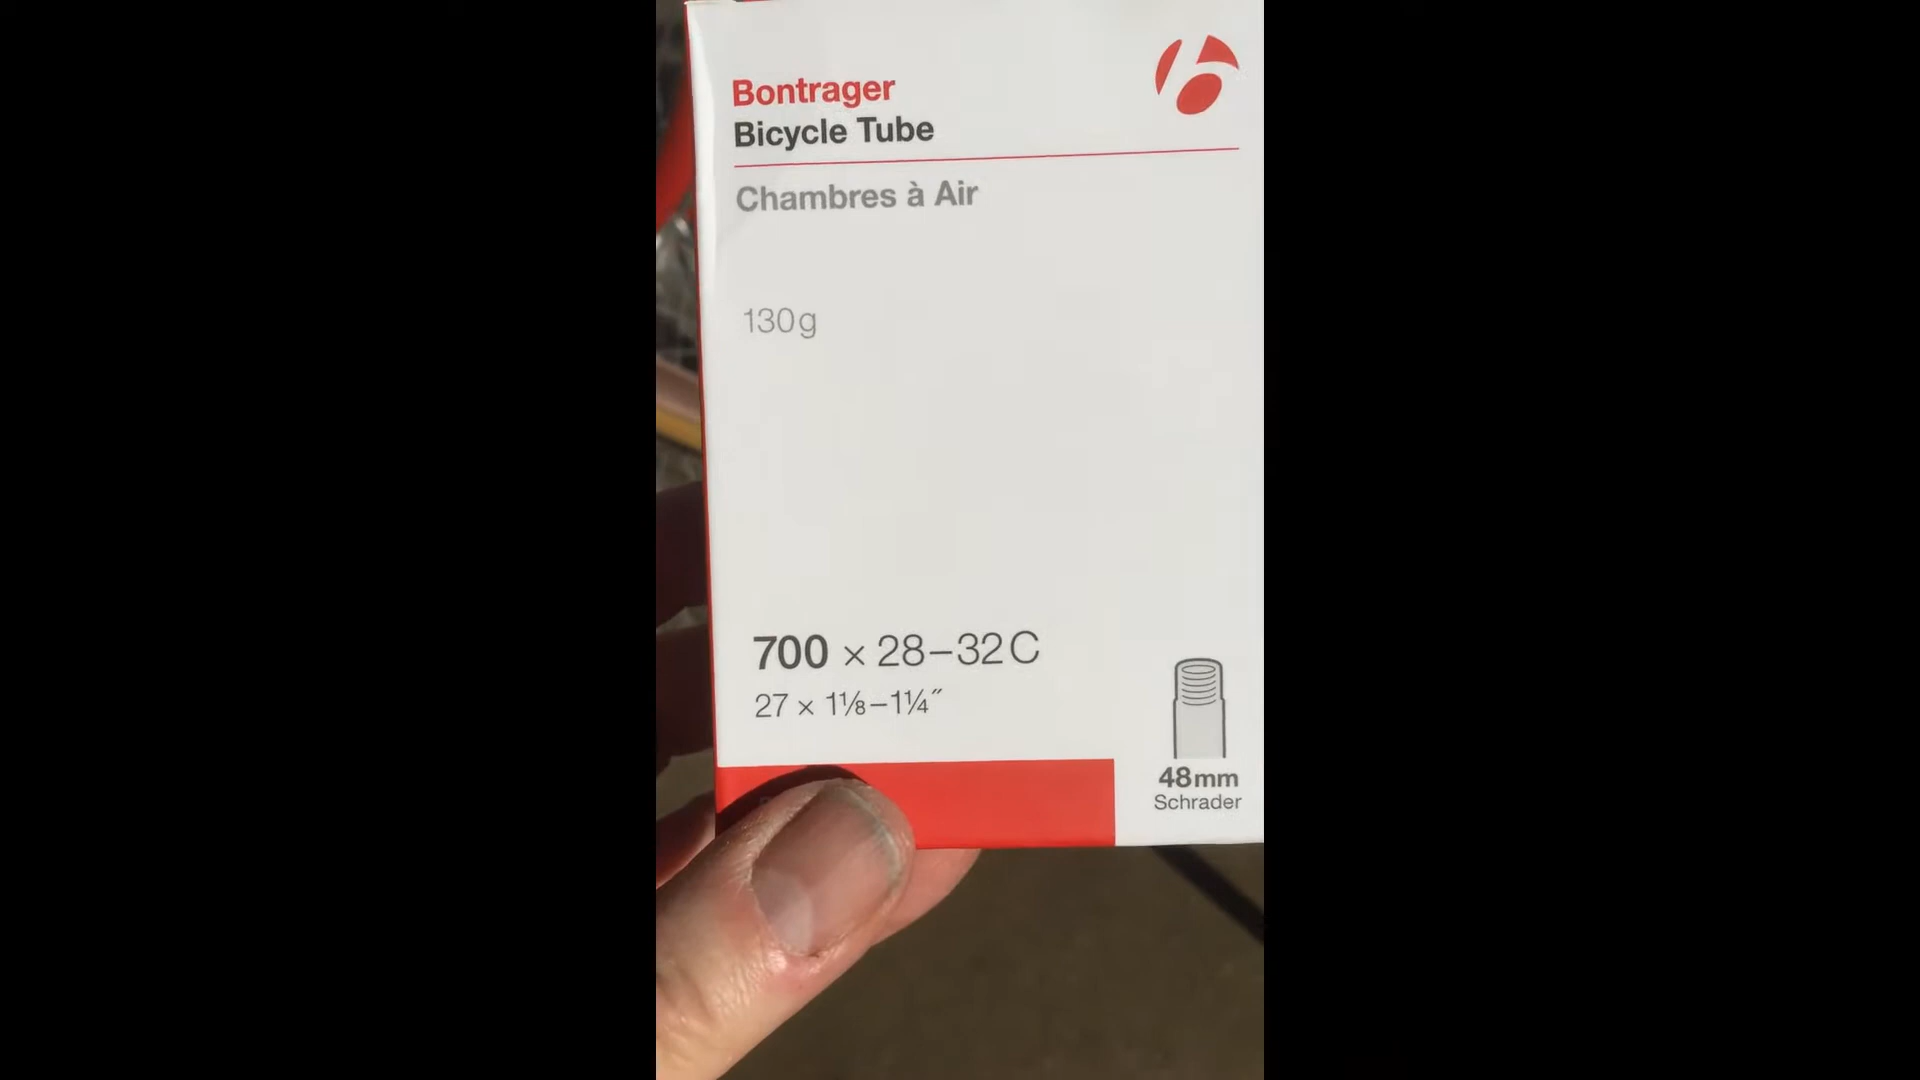 Bontrager
Bicycle Tube
Chambres à Air
130g
700 × 28–32C
27 × 1⅛–1¼″
48mm
Schrader